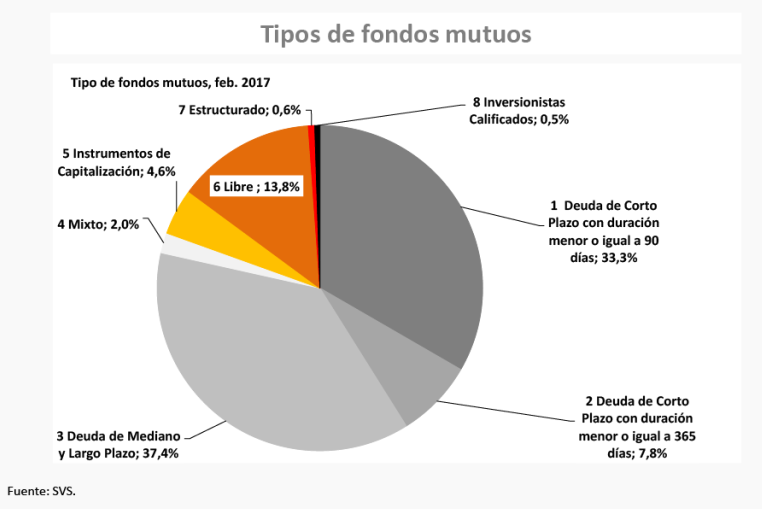 Tipos de fondos mutuos
Tipo de fondos mutuos, feb. 2017
7 Estructurado; 0,6%
8 Inversionistas
Calificados; 0,5%
5 Instrumentos de
Capitalización; 4,6%
6 Libre ; 13,8%
4 Mixto; 2,0%
1  Deuda de Corto
Plazo con duración
menor o igual a 90
días; 33,3%
2 Deuda de Corto
Plazo con duración
menor o igual a 365
días; 7,8%
3 Deuda de Mediano
y Largo Plazo; 37,4%
Fuente: SVS.